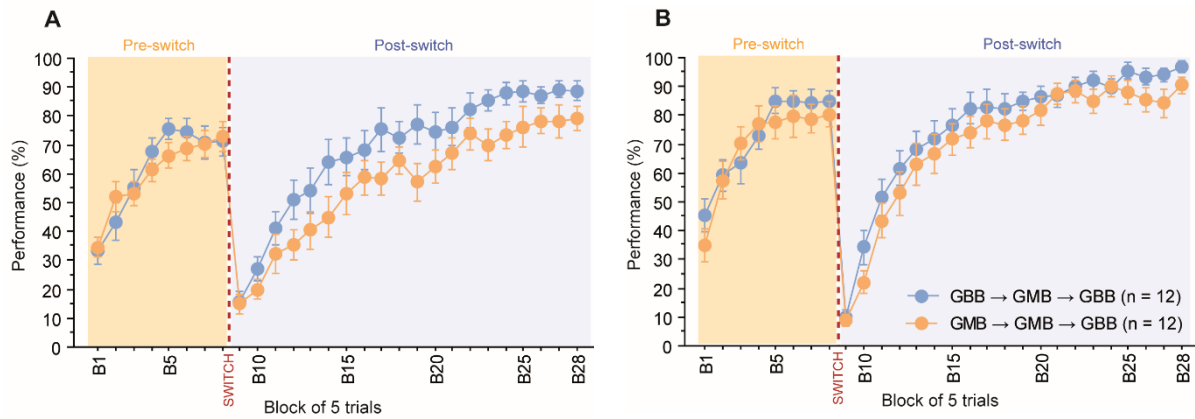 A
Pre-switch
Post-switch
Performance (%)
100
90
80
70
60
50
40
30
20
10
0
B1
B5
SWITCH
B10
B15
B20
B25
B28
Block of 5 trials
B
Pre-switch
Post-switch
Performance (%)
100
90
80
70
60
50
40
30
20
10
0
GBB → GMB → GBB (n = 12)
GMB → GMB → GBB (n = 12)
B1
B5
SWITCH
B10
B15
B20
B25
B28
Block of 5 trials